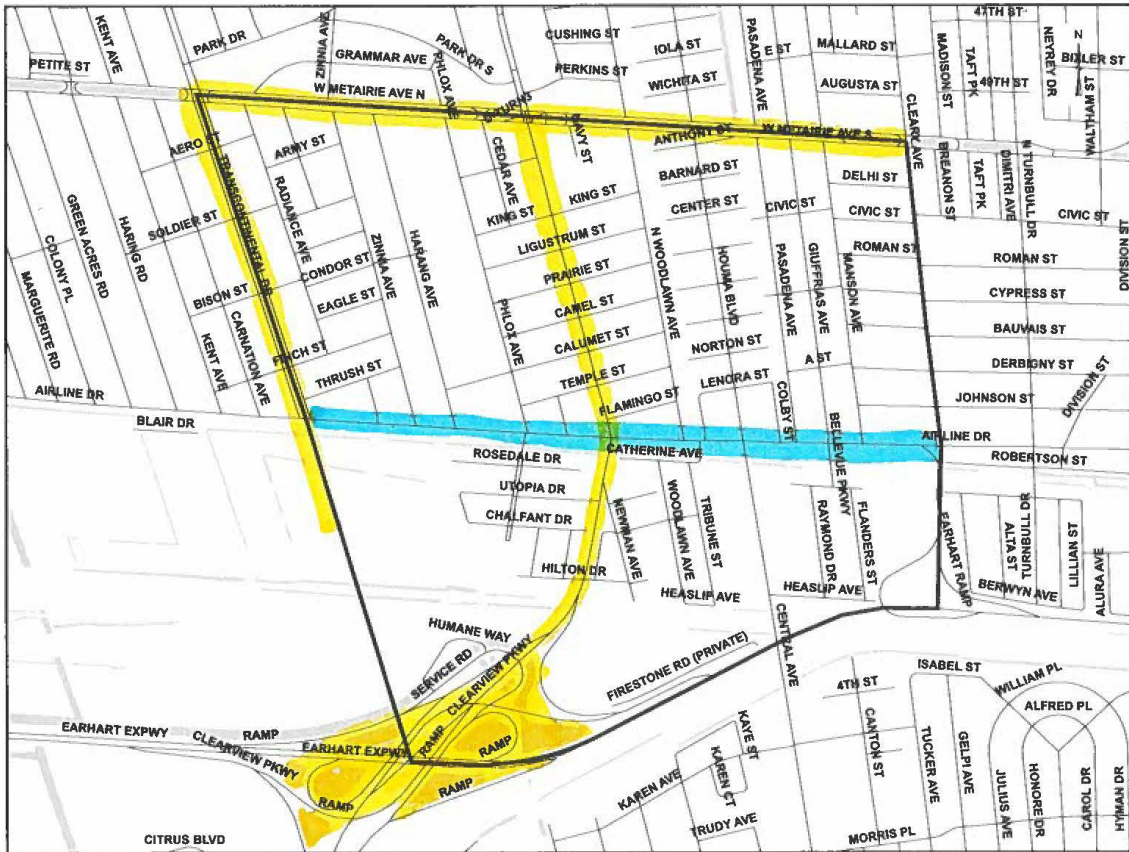 47TH ST
KENT AVE
PARK DR
ZINNIA AVE
GRAMMAR AVE
PARK DR S
PHLOX AVE
CUSHING ST
IOLA ST
PASADENA AVE
E ST
MALLARD ST
MADISON ST
TAFT PK
NEYREY DR
N
BIXLER ST
PETITE ST
PERKINS ST
WICHITA ST
AUGUSTA ST
49TH ST
WALTHAM ST
W METAIRIE AVE N
U-TURNS
CLEARY AVE
AERO ST
ARMY ST
CEDAR AVE
NAVY ST
ANTHONY ST
W METAIRIE AVE S
BREANON ST
TAFT PK
DIMITRI AVE
N TURNBULL DR
TRANSCONTINENTAL DR
RADIANCE AVE
BARNARD ST
DELHI ST
GREEN ACRES RD
HARING RD
SOLDIER ST
KING ST
KING ST
CENTER ST
CIVIC ST
CIVIC ST
CIVIC ST
COLONY PL
ZINNIA AVE
HARANG AVE
LIGUSTRUM ST
N WOODLAWN AVE
HOUMA BLVD
PASADENA AVE
GIUFFRIAS AVE
MANSON AVE
ROMAN ST
ROMAN ST
DIVISION ST
MARGUERITE RD
CONDOR ST
PRAIRIE ST
BISON ST
EAGLE ST
CAMEL ST
CYPRESS ST
KENT AVE
CARNATION AVE
PHLOX AVE
CALUMET ST
NORTON ST
A ST
BAUVAIS ST
FINCH ST
THRUSH ST
TEMPLE ST
LENORA ST
DERBIGNY ST
DIVISION ST
AIRLINE DR
FLAMINGO ST
COLBY ST
JOHNSON ST
BLAIR DR
BELLEVUE PKWY
AIRLINE DR
ROSEDALE DR
CATHERINE AVE
ROBERTSON ST
UTOPIA DR
CHALFANT DR
NEWMAN AVE
WOODLAWN AVE
TRIBUNE ST
RAYMOND DR
FLANDERS ST
EARHART RAMP
ALTA ST
TURNBULL DR
LILLIAN ST
ALURA AVE
HILTON DR
HEASLIP AVE
HEASLIP AVE
BERWYN AVE
HUMANE WAY
CENTRAL AVE
SERVICE RD
CLEARVIEW PKWY
FIRESTONE RD (PRIVATE)
ISABEL ST
WILLIAM PL
4TH ST
ALFRED PL
EARHART EXPWY
RAMP
CLEARVIEW PKWY
EARHART EXPWY
RAMP
RAMP
RAMP
RAMP
KAYE ST
KAREN CT
KAREN AVE
CANTON ST
TUCKER AVE
GELPI AVE
JULIUS AVE
HONORE DR
CAROL DR
HYMAN DR
CITRUS BLVD
TRUDY AVE
MORRIS PL